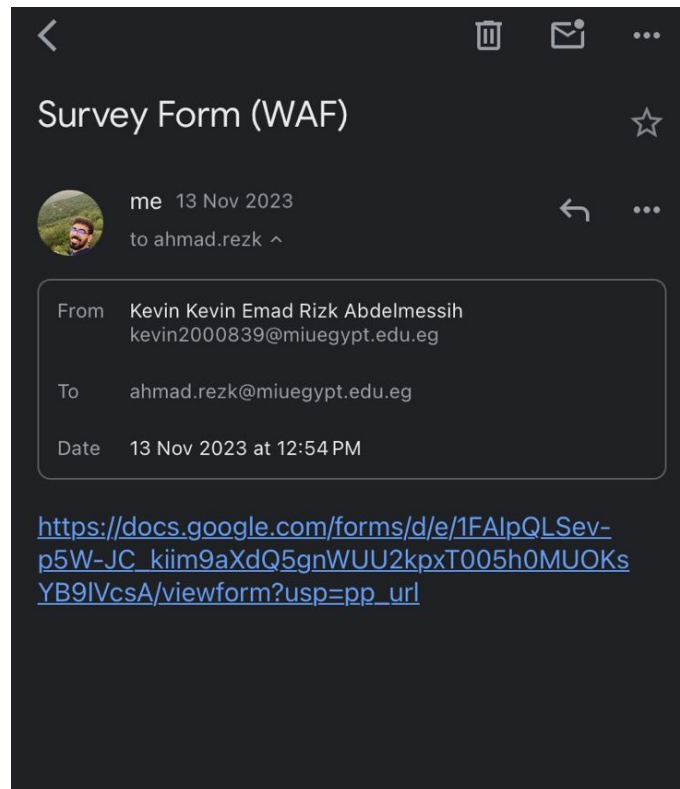 Survey Form (WAF)
me 13 Nov 2023
to ahmad.rezk
From Kevin Kevin Emad Rizk Abdelmessih
kevin2000839@miuegypt.edu.eg
To ahmad.rezk@miuegypt.edu.eg
Date 13 Nov 2023 at 12:54 PM
https://docs.google.com/forms/d/e/1FAIpQLSev-
p5W-JC_kiim9aXdQ5gnWUU2kpxT005h0MUOKs
YB9IVcsA/viewform?usp=pp_url